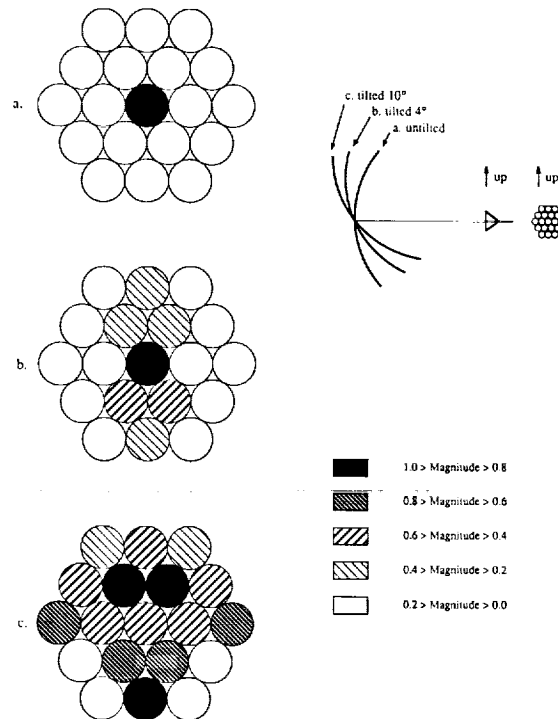 a.
c. tilted 10°
b. tilted 4°
a. untilted
up
up
b.
1.0 > Magnitude > 0.8
0.8 > Magnitude > 0.6
0.6 > Magnitude > 0.4
0.4 > Magnitude > 0.2
0.2 > Magnitude > 0.0
c.